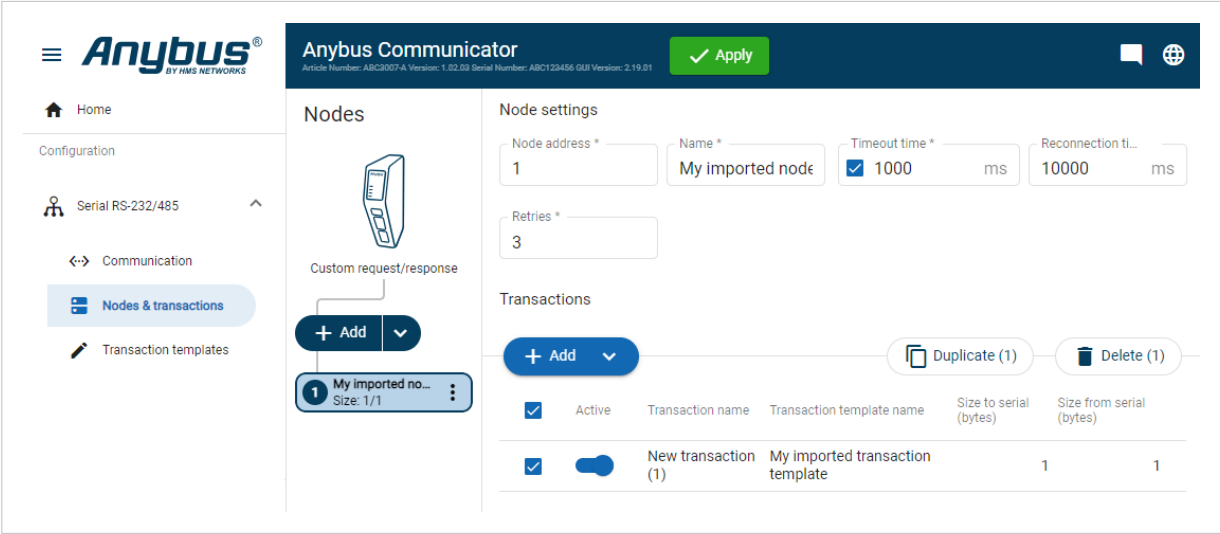 Anybus®
BY HMS NETWORKS
Anybus Communicator
Article Number: ABC3007-A Version: 1.02.03 Serial Number: ABC123456 GUI Version: 2.19.01
Apply
Home
Configuration
Serial RS-232/485
Communication
Nodes & transactions
Transaction templates
Nodes
Anybus
Custom request/response
Add
1
My imported no...
Size: 1/1
Node settings
Node address *
1
Name *
My imported node
Timeout time *
1000 ms
Reconnection ti...
10000 ms
Retries *
3
Transactions
Add
Duplicate (1)
Delete (1)
Active Transaction name Transaction template name Size to serial (bytes) Size from serial (bytes)
New transaction (1) My imported transaction template 1 1